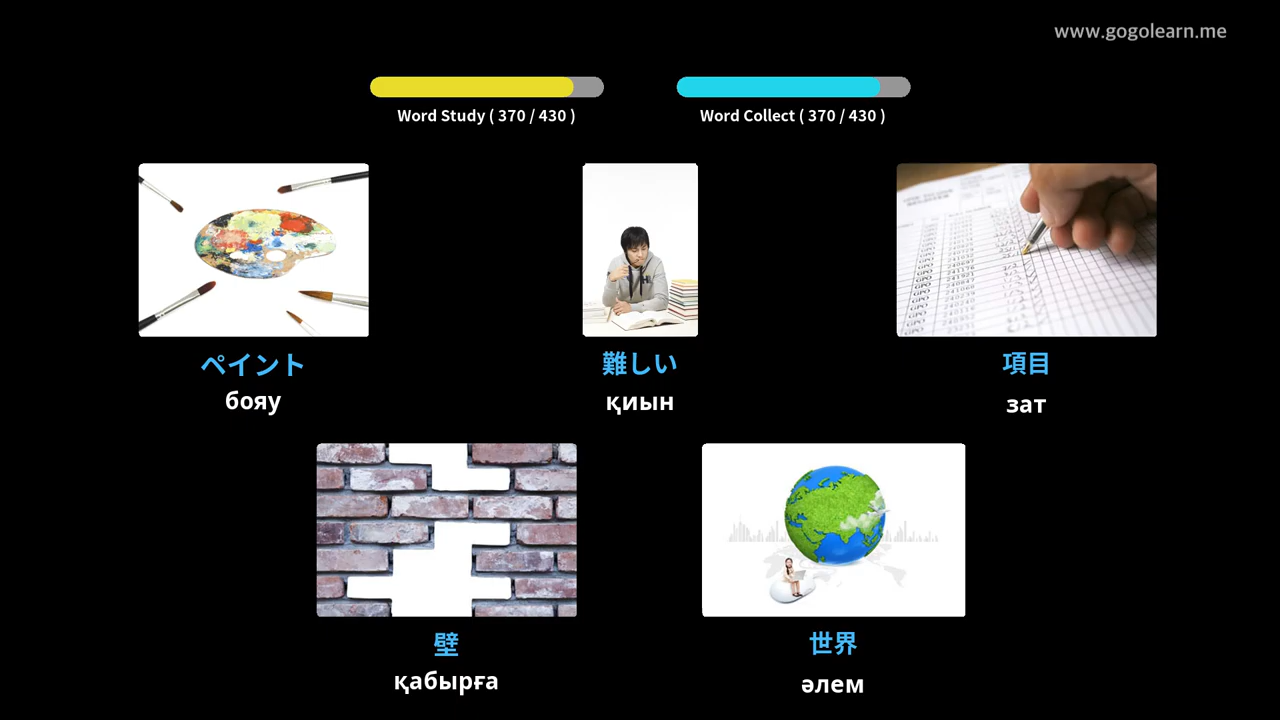 www.gogolearn.me
Word Study ( 370 / 430 )
Word Collect ( 370 / 430 )
ペイント
бояу
難しい
қиын
項目
зат
壁
қабырға
世界
әлем